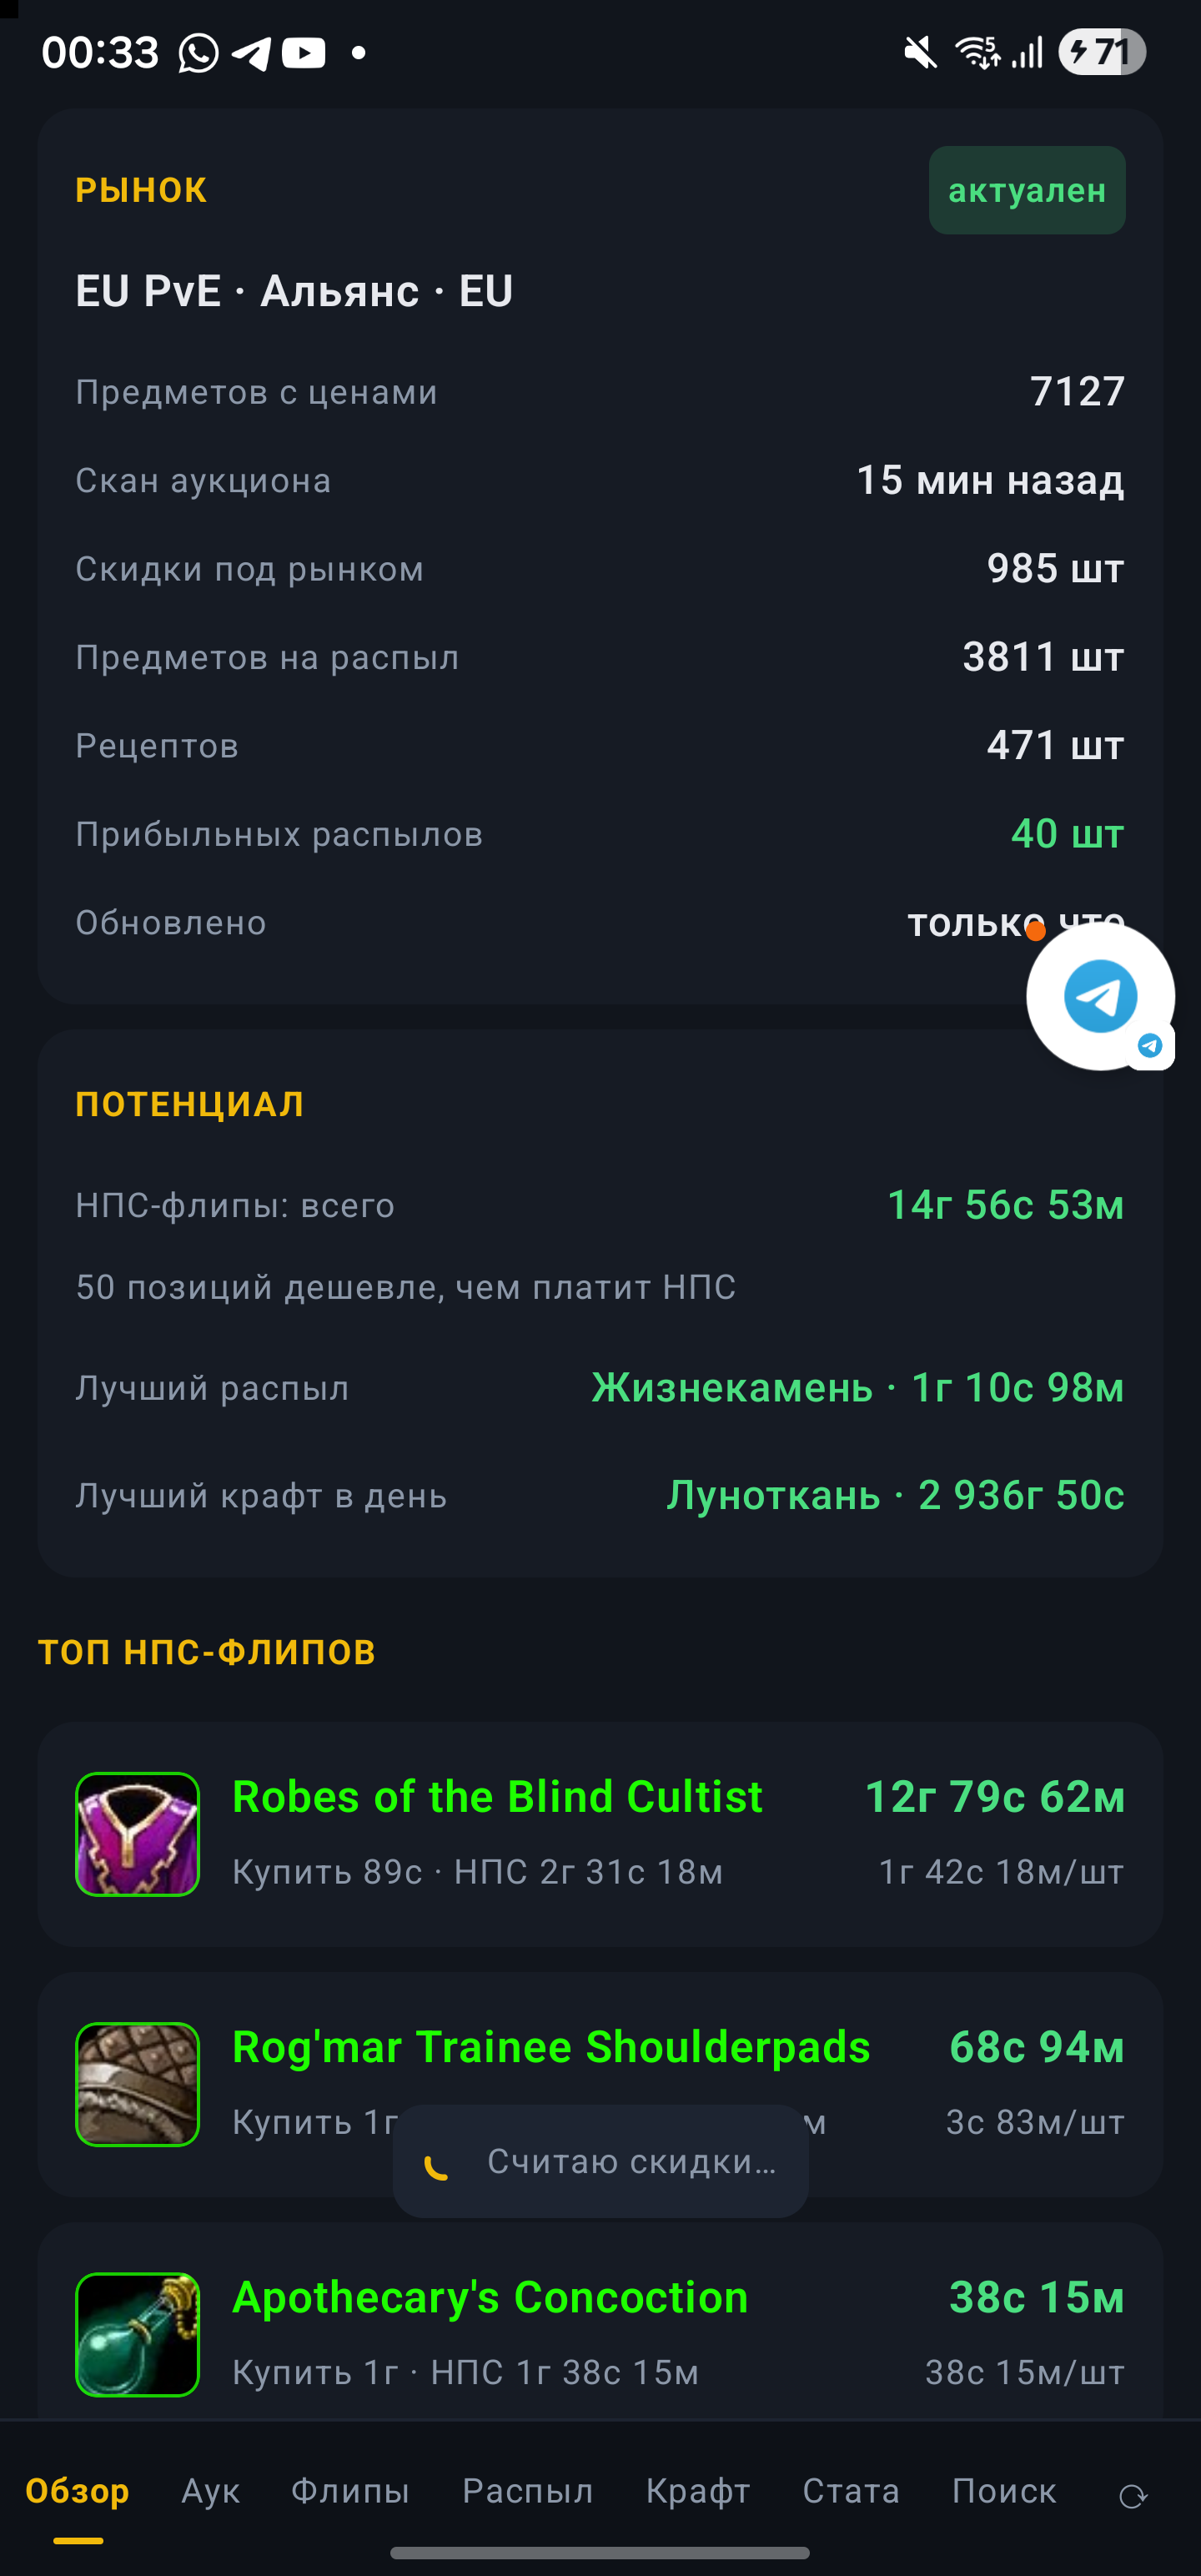 00:33
5
71
РЫНОК
актуален
EU PvE · Альянс · EU
Предметов с ценами 7127
Скан аукциона 15 мин назад
Скидки под рынком 985 шт
Предметов на распыл 3811 шт
Рецептов 471 шт
Прибыльных распылов 40 шт
Обновлено только что
ПОТЕНЦИАЛ
НПС-флипы: всего 14г 56с 53м
50 позиций дешевле, чем платит НПС
Лучший распыл Жизнекамень · 1г 10с 98м
Лучший крафт в день Луноткань · 2 936г 50с
ТОП НПС-ФЛИПОВ
Robes of the Blind Cultist 12г 79с 62м
Купить 89с · НПС 2г 31с 18м 1г 42с 18м/шт
Rog'mar Trainee Shoulderpads 68с 94м
Купить 1г м 3с 83м/шт
Считаю скидки...
Apothecary's Concoction 38с 15м
Купить 1г · НПС 1г 38с 15м 38с 15м/шт
Обзор Аук Флипы Распыл Крафт Стата Поиск